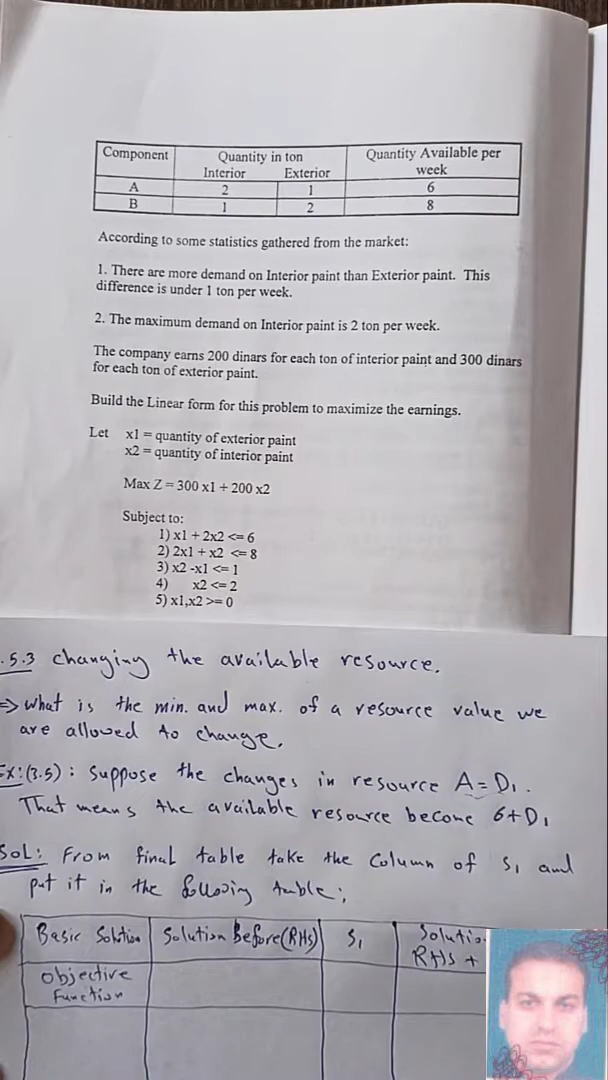 Component Quantity in ton Quantity Available per
Interior Exterior week
A 2 1 6
B 1 2 8
According to some statistics gathered from the market:
1. There are more demand on Interior paint than Exterior paint. This
difference is under 1 ton per week.
2. The maximum demand on Interior paint is 2 ton per week.
The company earns 200 dinars for each ton of interior paint and 300 dinars
for each ton of exterior paint.
Build the Linear form for this problem to maximize the earnings.
Let x1 = quantity of exterior paint
x2 = quantity of interior paint
Max Z = 300 x1 + 200 x2
Subject to:
1) x1 + 2x2 <= 6
2) 2x1 + x2 <= 8
3) x2 -x1 <= 1
4) x2 <= 2
5) x1,x2 >= 0
.5.3 changing the available resource.
=> what is the min. and max. of a resource value we
are allowed to change.
Ex:(3.5): Suppose the changes in resource A = D1.
That means the available resource become 6+D1
Sol: From final table take the Column of S1 and
put it in the following table;
Basic Solution Solution Before(RHS) S1 Solutio
RHS +
objective
Function